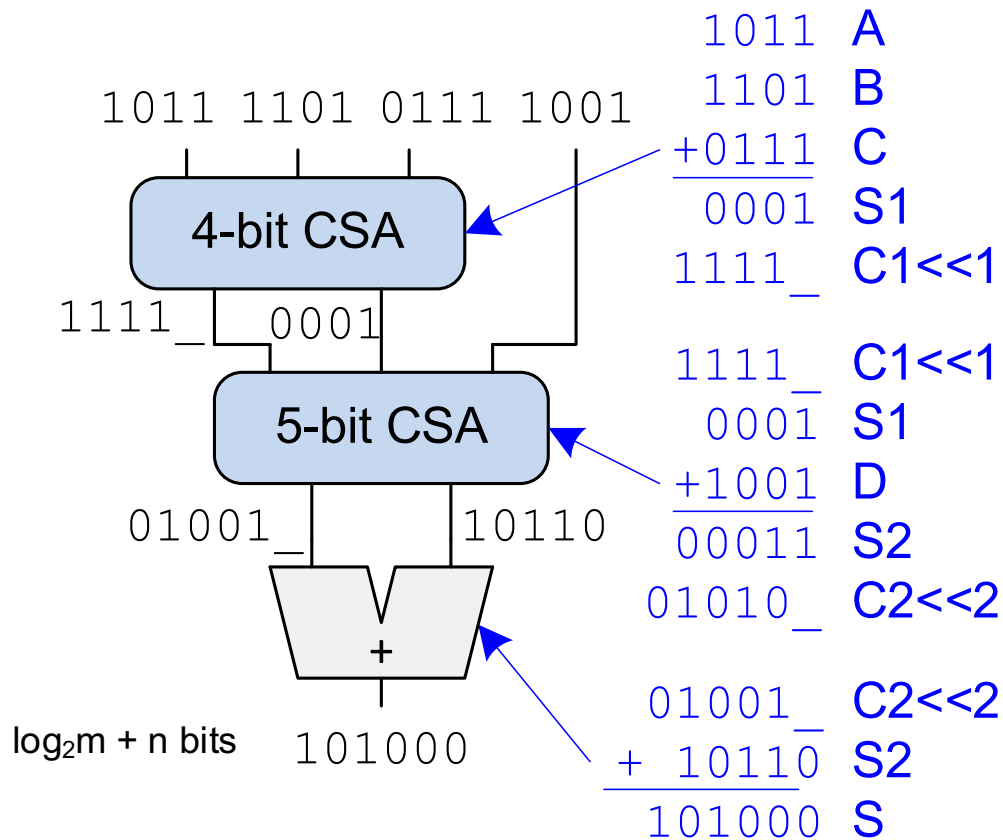 1011 1101 0111 1001
4-bit CSA
1111_ 0001
5-bit CSA
01001_ 10110
+
log₂m + n bits 101000
1011 A
1101 B
+0111 C
0001 S1
1111_ C1<<1
1111_ C1<<1
0001 S1
+1001 D
00011 S2
01010_ C2<<2
01001_ C2<<2
+ 10110 S2
101000 S